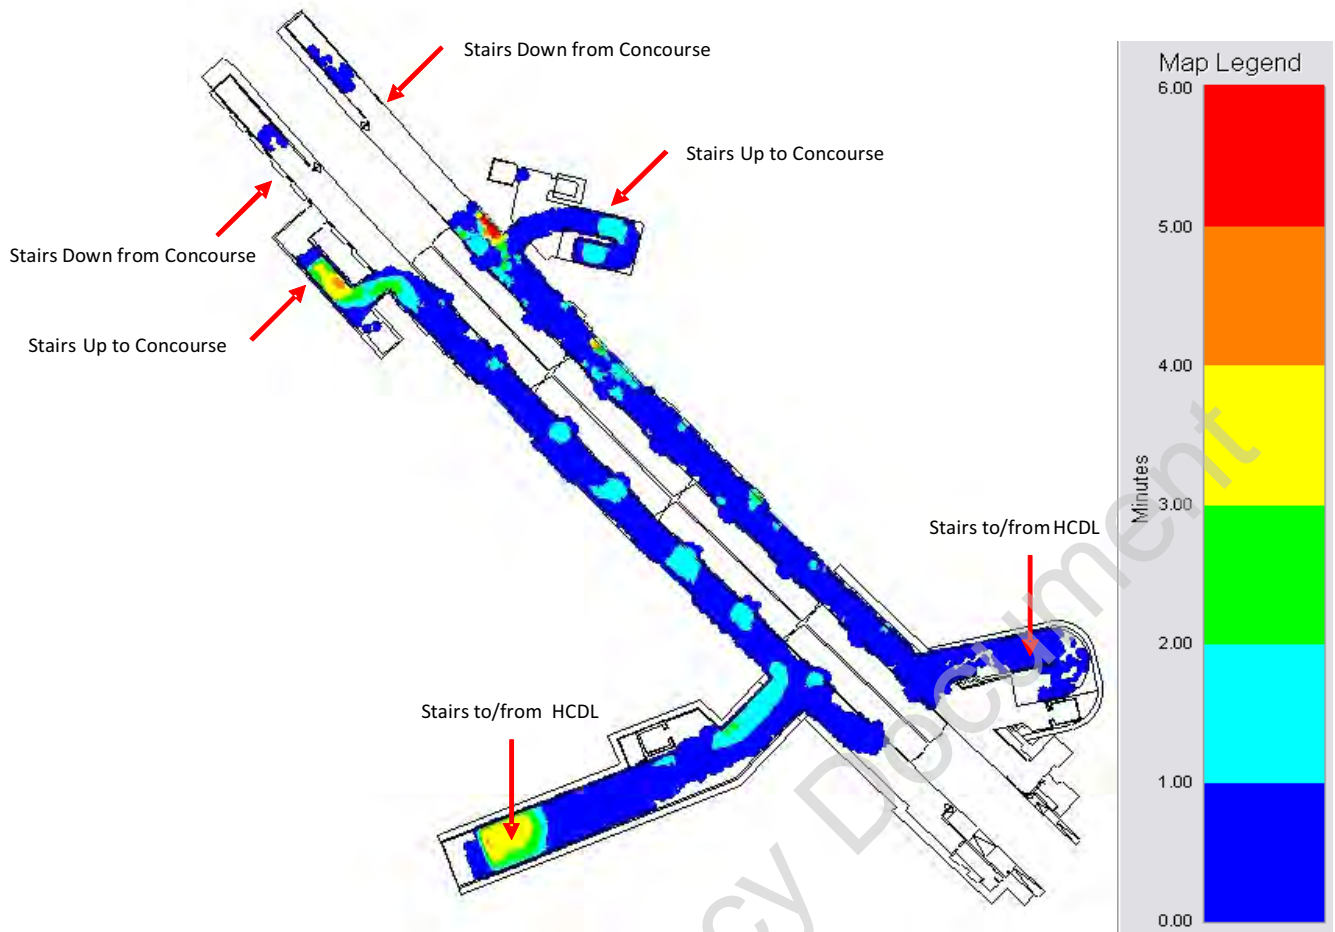 Stairs Down from Concourse
Map Legend
6.00
Stairs Up to Concourse
5.00
Stairs Down from Concourse
Stairs Up to Concourse
4.00
Minutes
3.00
Stairs to/from HCDL
2.00
Stairs to/from HCDL
1.00
0.00
cy Document